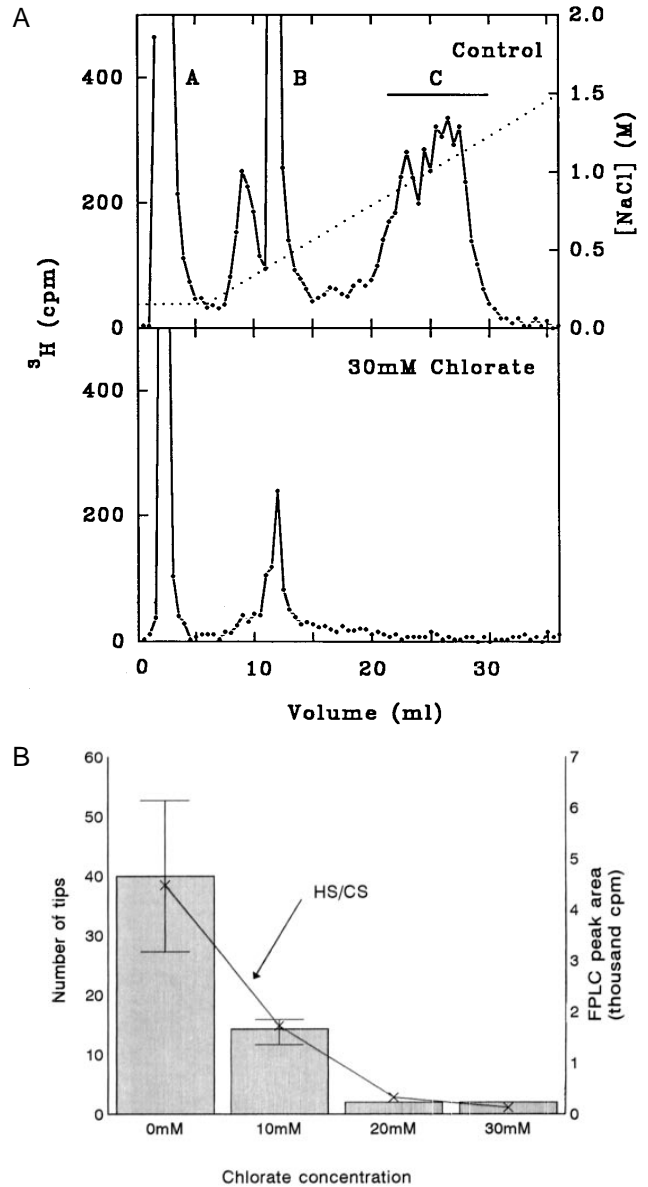 A
Control
A
B
C
400
200
0
2.0
1.5
1.0
0.5
0.0
[NaCl] (M)
³H (cpm)
30mM Chlorate
400
200
0
0
10
20
30
Volume (ml)
B
60
50
40
30
20
10
0
Number of tips
HS/CS
7
6
5
4
3
2
1
0
FPLC peak area
(thousand cpm)
0mM
10mM
20mM
30mM
Chlorate concentration